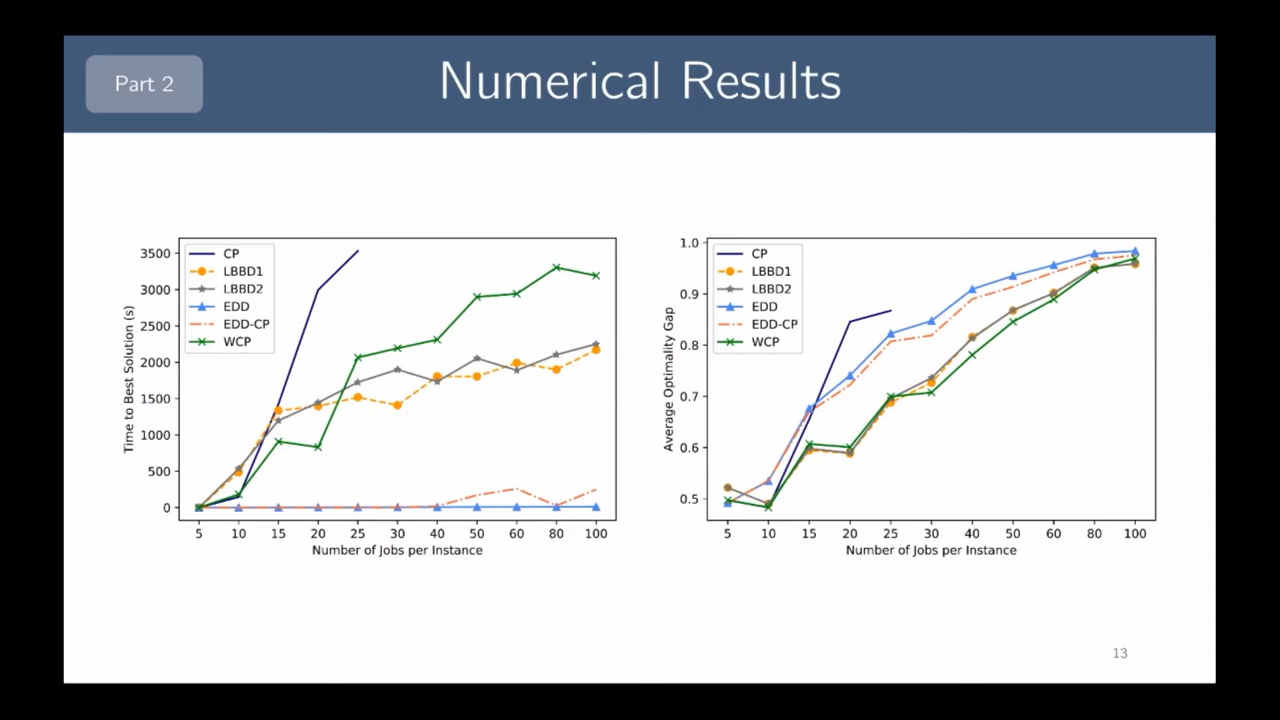 Part 2
Numerical Results
3500
3000
2500
2000
1500
1000
500
0
Time to Best Solution (s)
CP
LBBD1
LBBD2
EDD
EDD-CP
WCP
5 10 15 20 25 30 40 50 60 80 100
Number of Jobs per Instance
1.0
0.9
0.8
0.7
0.6
0.5
Average Optimality Gap
CP
LBBD1
LBBD2
EDD
EDD-CP
WCP
5 10 15 20 25 30 40 50 60 80 100
Number of Jobs per Instance
13